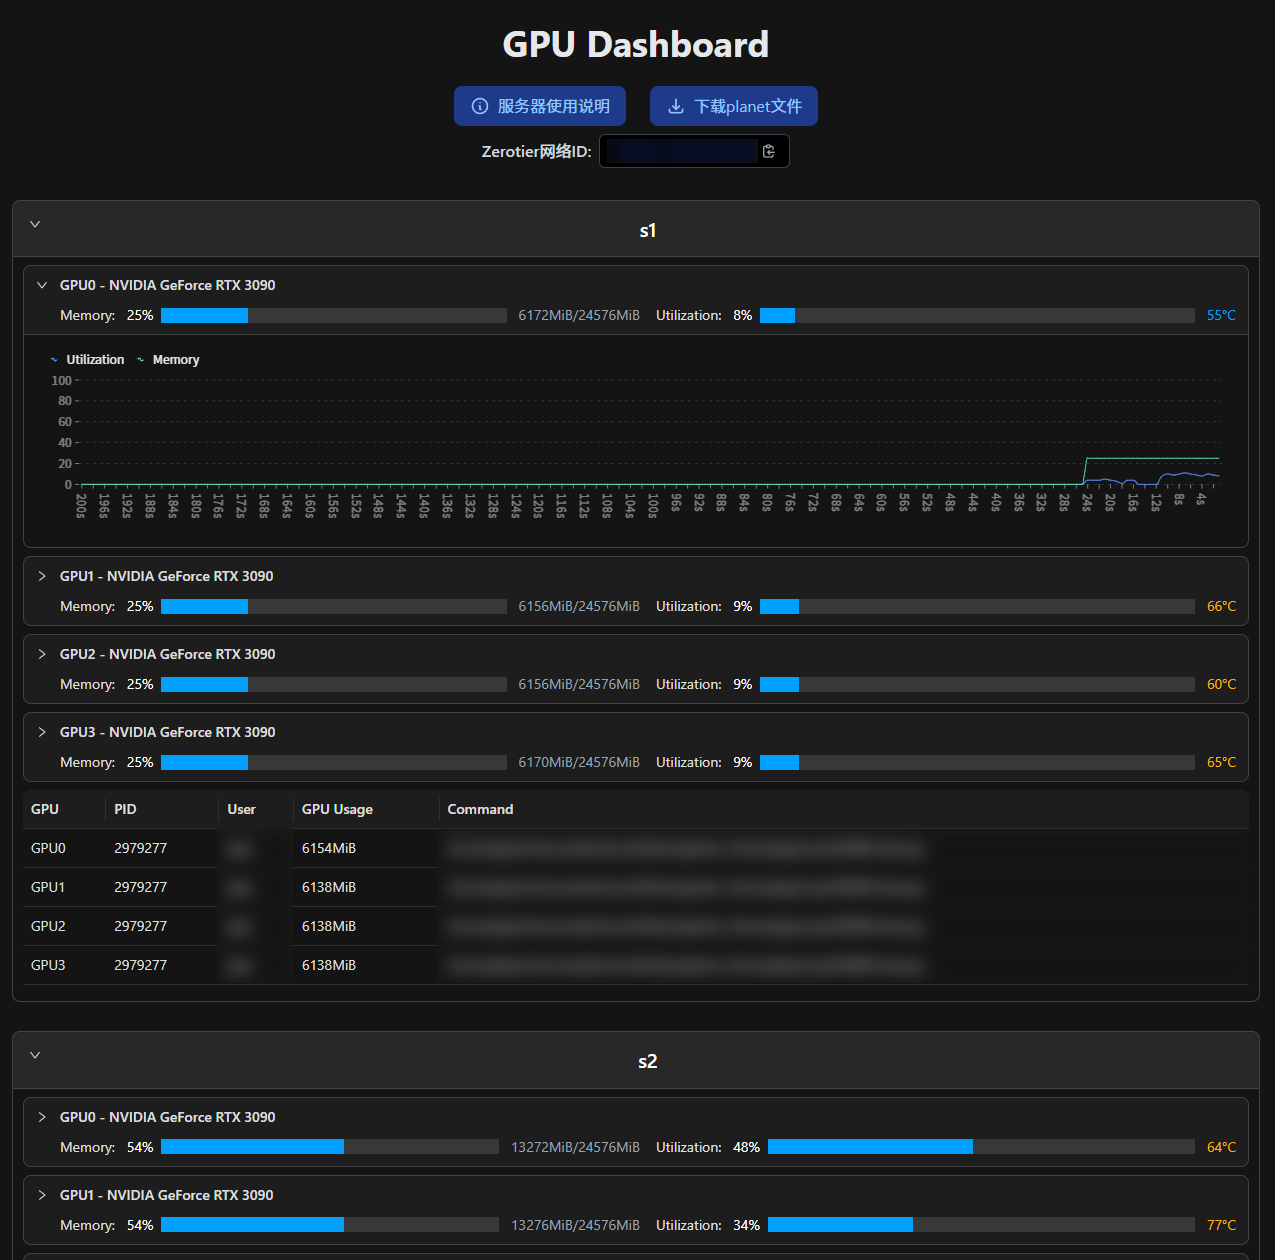 GPU Dashboard
服务器使用说明 下载planet文件
Zerotier网络ID:
s1
GPU0 - NVIDIA GeForce RTX 3090
Memory: 25% 6172MiB/24576MiB Utilization: 8% 55°C
Utilization Memory
100
80
60
40
20
0
200s 196s 192s 188s 184s 180s 176s 172s 168s 164s 160s 156s 152s 148s 144s 140s 136s 132s 128s 124s 120s 116s 112s 108s 104s 100s 96s 92s 88s 84s 80s 76s 72s 68s 64s 60s 56s 52s 48s 44s 40s 36s 32s 28s 24s 20s 16s 12s 8s 4s
GPU1 - NVIDIA GeForce RTX 3090
Memory: 25% 6156MiB/24576MiB Utilization: 9% 66°C
GPU2 - NVIDIA GeForce RTX 3090
Memory: 25% 6156MiB/24576MiB Utilization: 9% 60°C
GPU3 - NVIDIA GeForce RTX 3090
Memory: 25% 6170MiB/24576MiB Utilization: 9% 65°C
GPU PID User GPU Usage Command
GPU0 2979277 6154MiB
GPU1 2979277 6138MiB
GPU2 2979277 6138MiB
GPU3 2979277 6138MiB
s2
GPU0 - NVIDIA GeForce RTX 3090
Memory: 54% 13272MiB/24576MiB Utilization: 48% 64°C
GPU1 - NVIDIA GeForce RTX 3090
Memory: 54% 13276MiB/24576MiB Utilization: 34% 77°C